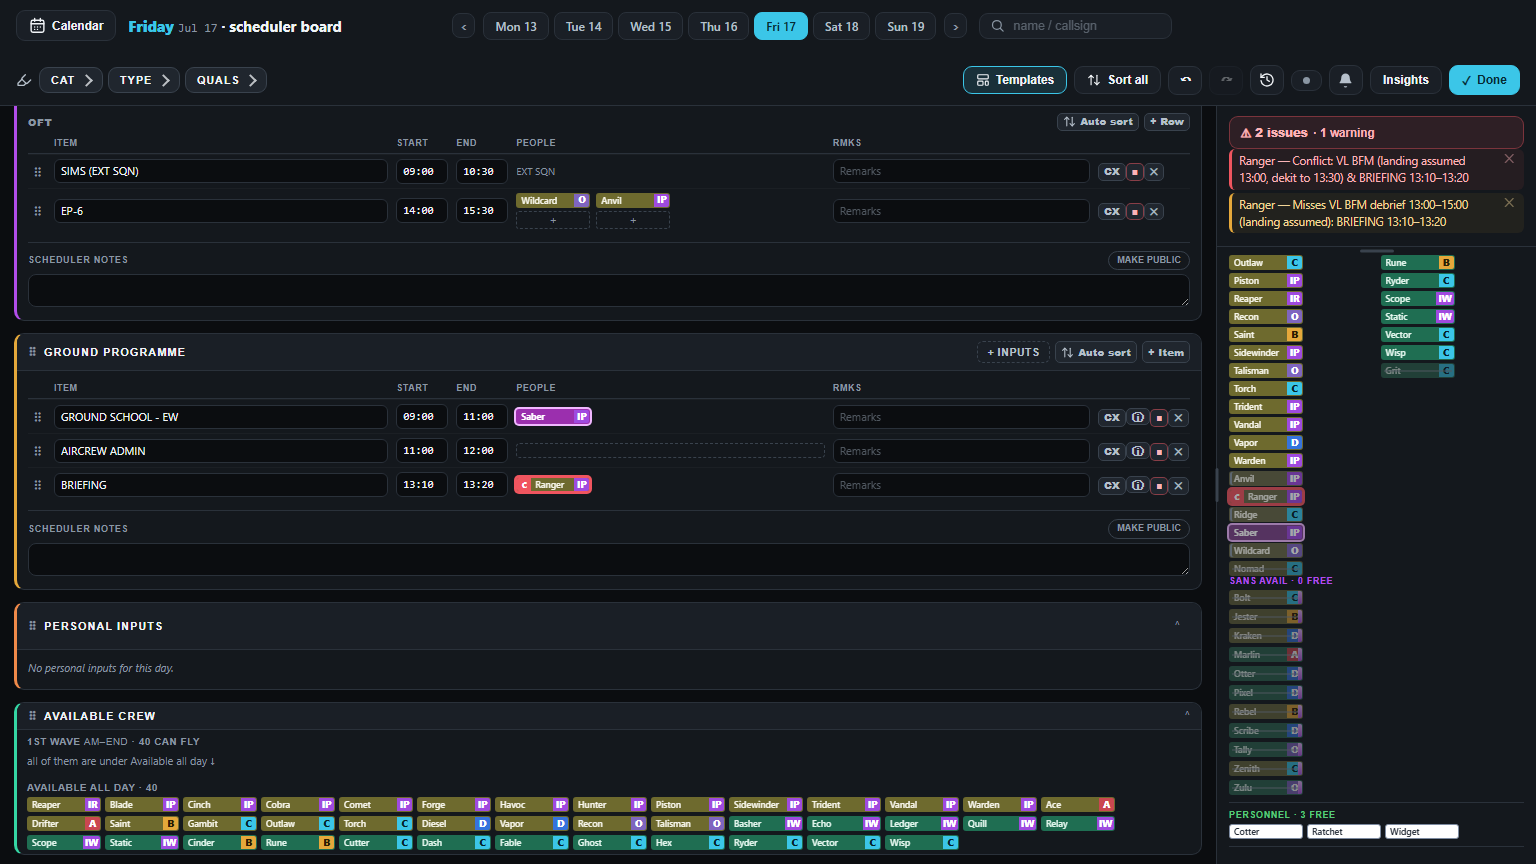 Calendar
Friday Jul 17 · scheduler board
‹ Mon 13 Tue 14 Wed 15 Thu 16 Fri 17 Sat 18 Sun 19 ›
name / callsign
CAT TYPE QUALS
Templates Sort all Insights ✓ Done
OFT
Auto sort + Row
ITEM START END PEOPLE RMKS
SIMS (EXT SQN) 09:00 10:30 EXT SQN Remarks CX ✕
EP-6 14:00 15:30 Wildcard O Anvil IP Remarks CX ✕
+ +
SCHEDULER NOTES MAKE PUBLIC
GROUND PROGRAMME
+ INPUTS Auto sort + Item
ITEM START END PEOPLE RMKS
GROUND SCHOOL - EW 09:00 11:00 Saber IP Remarks CX ✕
AIRCREW ADMIN 11:00 12:00 Remarks CX ✕
BRIEFING 13:10 13:20 C Ranger IP Remarks CX ✕
SCHEDULER NOTES MAKE PUBLIC
PERSONAL INPUTS
No personal inputs for this day.
AVAILABLE CREW
1ST WAVE AM–END · 40 CAN FLY
all of them are under Available all day ↓
AVAILABLE ALL DAY · 40
Reaper IR Blade IP Cinch IP Cobra IP Comet IP Forge IP Havoc IP Hunter IP Piston IP Sidewinder IP Trident IP Vandal IP Warden IP Ace A
Drifter A Saint B Gambit C Outlaw C Torch C Diesel D Vapor D Recon O Talisman O Basher IW Echo IW Ledger IW Quill IW Relay IW
Scope IW Static IW Cinder B Rune B Cutter C Dash C Fable C Ghost C Hex C Ryder C Vector C Wisp C
⚠ 2 issues · 1 warning
Ranger — Conflict: VL BFM (landing assumed
13:00, dekit to 13:30) & BRIEFING 13:10–13:20
Ranger — Misses VL BFM debrief 13:00–15:00
(landing assumed): BRIEFING 13:10–13:20
Outlaw C Rune B
Piston IP Ryder C
Reaper IR Scope IW
Recon O Static IW
Saint B Vector C
Sidewinder IP Wisp C
Talisman O Grit C
Torch C
Trident IP
Vandal IP
Vapor D
Warden IP
Anvil IP
C Ranger IP
Ridge C
Saber IP
Wildcard O
Nomad C
SANS AVAIL · 0 FREE
Bolt C
Jester B
Kraken D
Marlin A
Otter D
Pixel D
Rebel B
Scribe D
Tally O
Zenith C
Zulu O
PERSONNEL · 3 FREE
Cotter Ratchet Widget